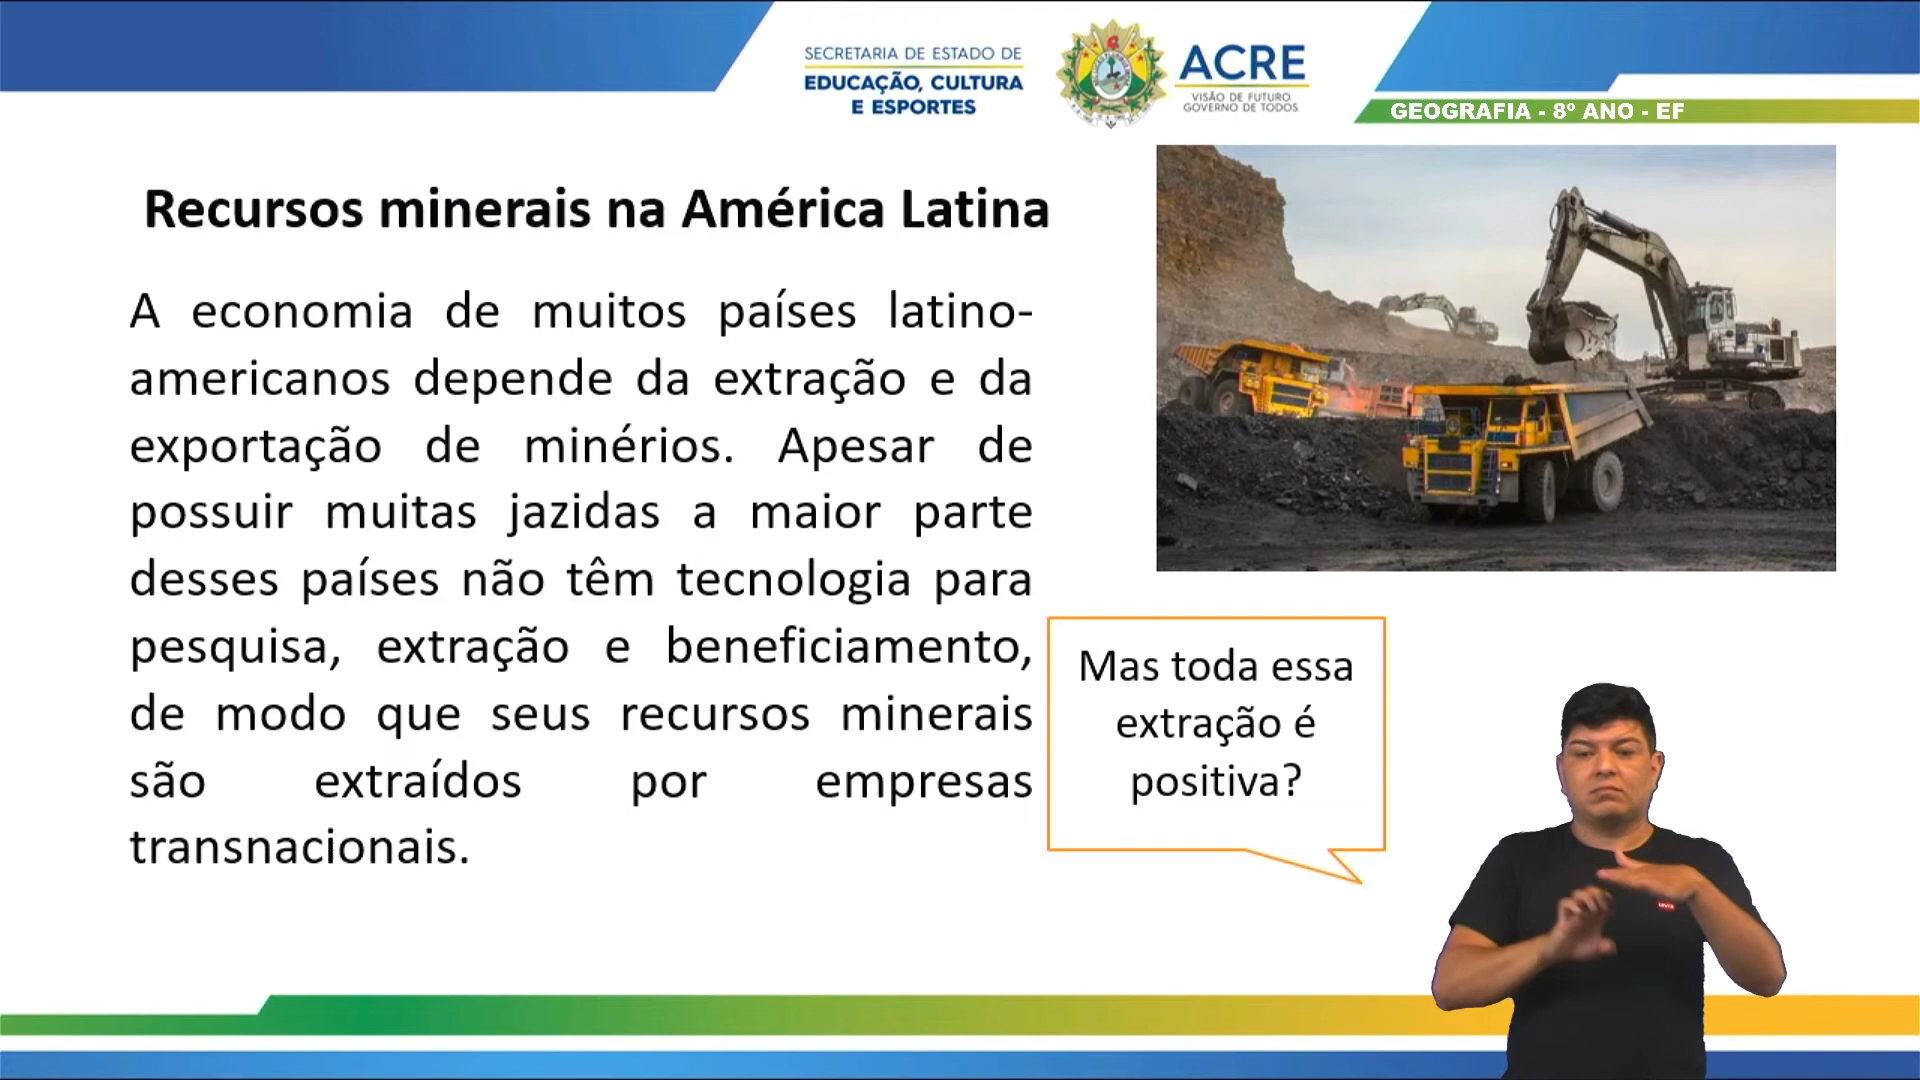 SECRETARIA DE ESTADO DE
EDUCAÇÃO, CULTURA
E ESPORTES
ACRE
VISÃO DE FUTURO.
GOVERNO DE TODOS.
GEOGRAFIA - 8º ANO - EF
Recursos minerais na América Latina
A economia de muitos países latino-
americanos depende da extração e da
exportação de minérios. Apesar de
possuir muitas jazidas a maior parte
desses países não têm tecnologia para
pesquisa, extração e beneficiamento,
de modo que seus recursos minerais
são extraídos por empresas
transnacionais.
Mas toda essa
extração é
positiva?